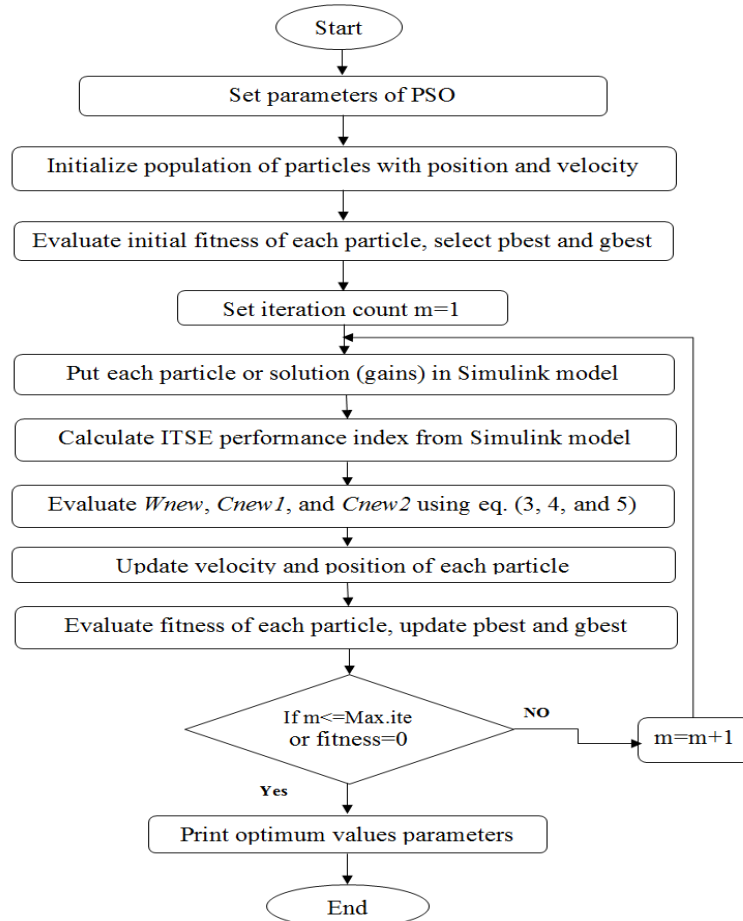 Start
Set parameters of PSO
Initialize population of particles with position and velocity
Evaluate initial fitness of each particle, select pbest and gbest
Set iteration count m=1
Put each particle or solution (gains) in Simulink model
Calculate ITSE performance index from Simulink model
Evaluate Wnew, Cnew1, and Cnew2 using eq. (3, 4, and 5)
Update velocity and position of each particle
Evaluate fitness of each particle, update pbest and gbest
If m<=Max.ite
or fitness=0
NO
m=m+1
Yes
Print optimum values parameters
End